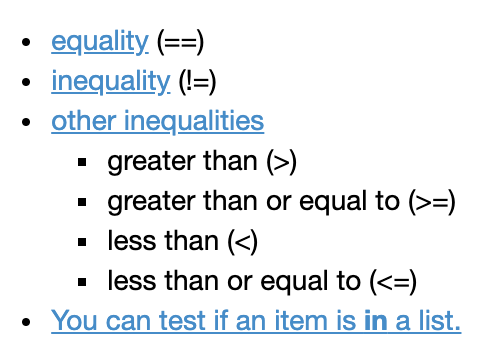 equality (==)
inequality (!=)
other inequalities
greater than (>)
greater than or equal to (>=)
less than (<)
less than or equal to (<=)
You can test if an item is in a list.